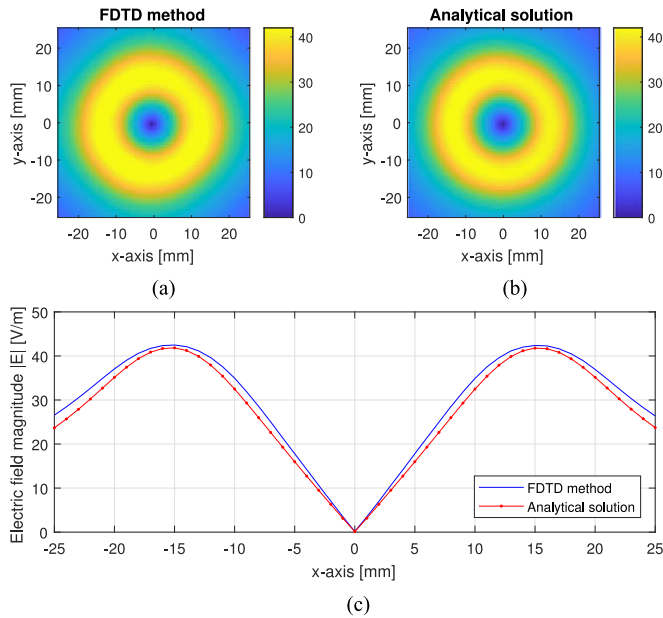 FDTD method
Analytical solution
20
10
0
-10
-20
y-axis [mm]
-20 -10 0 10 20
x-axis [mm]
40
30
20
10
0
20
10
0
-10
-20
y-axis [mm]
-20 -10 0 10 20
x-axis [mm]
40
30
20
10
0
(a)
(b)
50
40
30
20
10
0
Electric field magnitude |E| [V/m]
FDTD method
Analytical solution
-25 -20 -15 -10 -5 0 5 10 15 20 25
x-axis [mm]
(c)